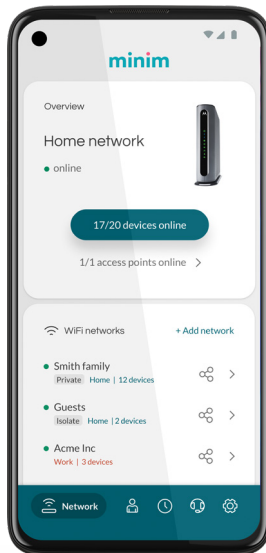 minim
Overview
Home network
online
17/20 devices online
1/1 access points online
WiFi networks
+ Add network
Smith family
Private Home | 12 devices
Guests
Isolate Home | 2 devices
Acme Inc
Work | 3 devices
Network